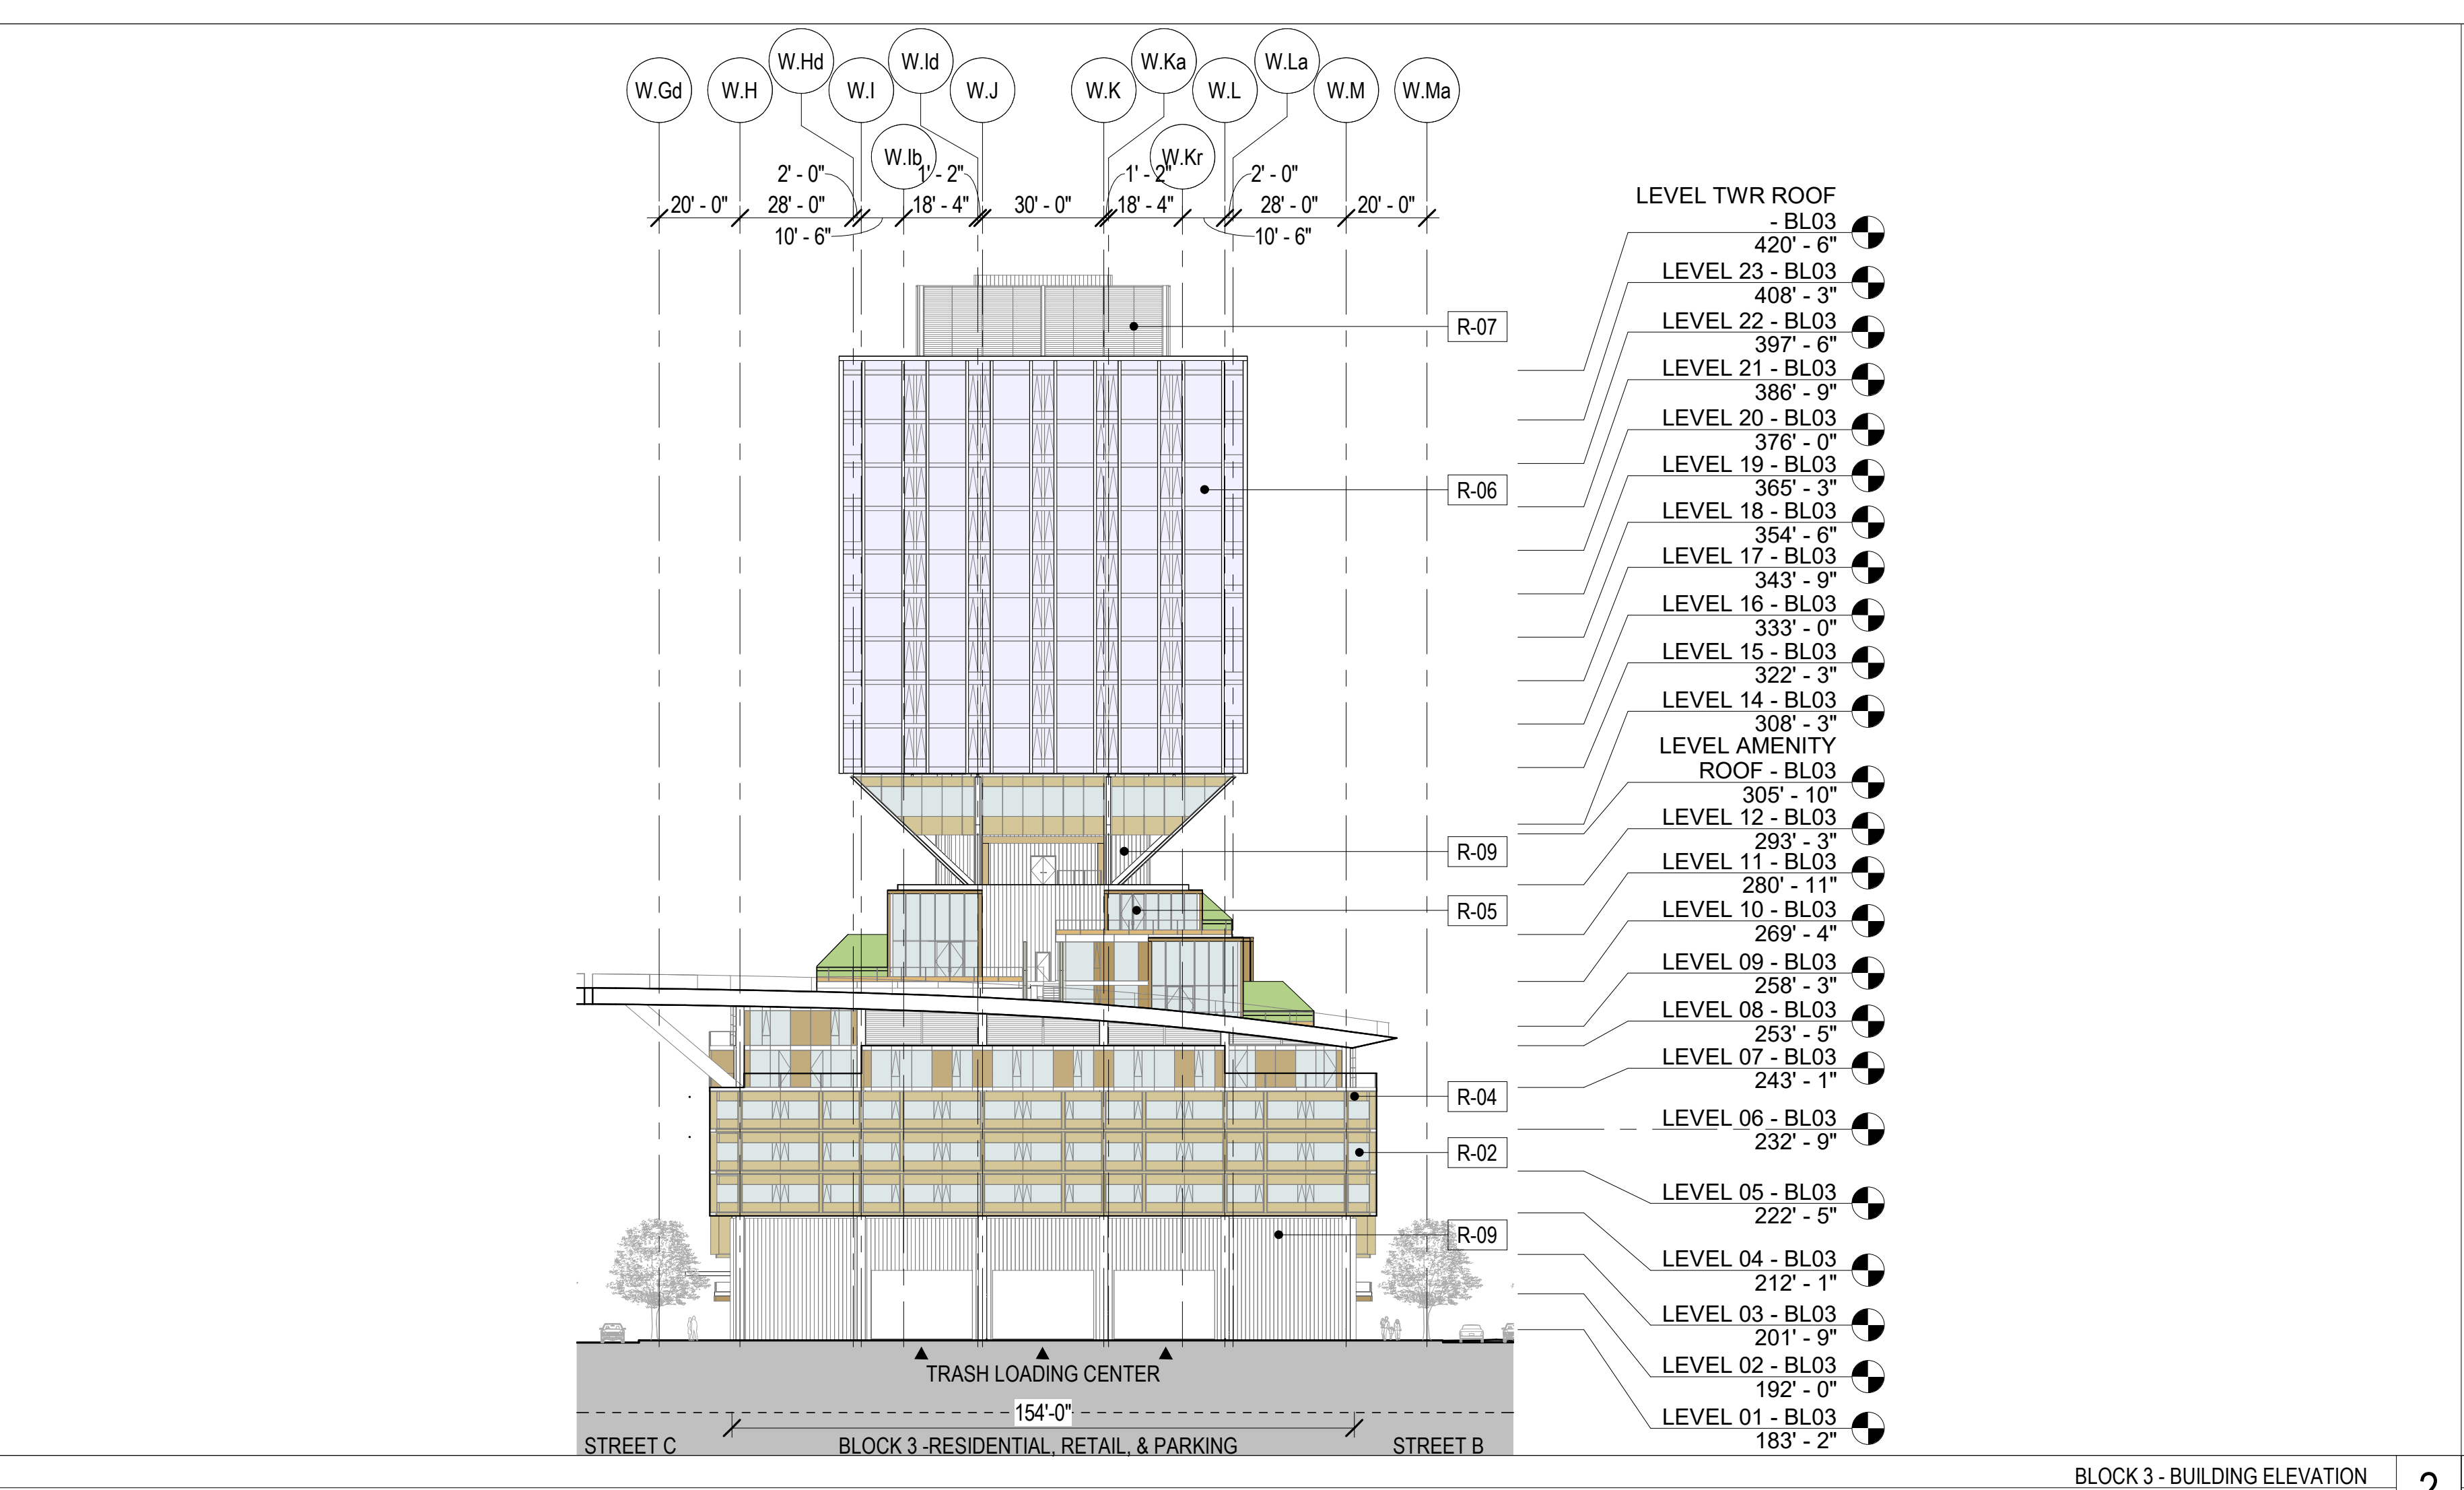 W.Hd
W.Id
W.Ka
W.La
W.Gd
W.H
W.I
W.J
W.K
W.L
W.M
W.Ma
W.Ib
W.Kr
2' - 0"
1' - 2"
1' - 2"
2' - 0"
20' - 0"
28' - 0"
18' - 4"
30' - 0"
18' - 4"
28' - 0"
20' - 0"
10' - 6"
10' - 6"
LEVEL TWR ROOF
- BL03
420' - 6"
LEVEL 23 - BL03
408' - 3"
LEVEL 22 - BL03
397' - 6"
LEVEL 21 - BL03
386' - 9"
LEVEL 20 - BL03
376' - 0"
LEVEL 19 - BL03
365' - 3"
LEVEL 18 - BL03
354' - 6"
LEVEL 17 - BL03
343' - 9"
LEVEL 16 - BL03
333' - 0"
LEVEL 15 - BL03
322' - 3"
LEVEL 14 - BL03
308' - 3"
LEVEL AMENITY
ROOF - BL03
305' - 10"
LEVEL 12 - BL03
293' - 3"
LEVEL 11 - BL03
280' - 11"
LEVEL 10 - BL03
269' - 4"
LEVEL 09 - BL03
258' - 3"
LEVEL 08 - BL03
253' - 5"
LEVEL 07 - BL03
243' - 1"
LEVEL 06 - BL03
232' - 9"
LEVEL 05 - BL03
222' - 5"
LEVEL 04 - BL03
212' - 1"
LEVEL 03 - BL03
201' - 9"
LEVEL 02 - BL03
192' - 0"
LEVEL 01 - BL03
183' - 2"
R-07
R-06
R-09
R-05
R-04
R-02
R-09
TRASH LOADING CENTER
154'-0"
STREET C
BLOCK 3 -RESIDENTIAL, RETAIL, & PARKING
STREET B
BLOCK 3 - BUILDING ELEVATION
2